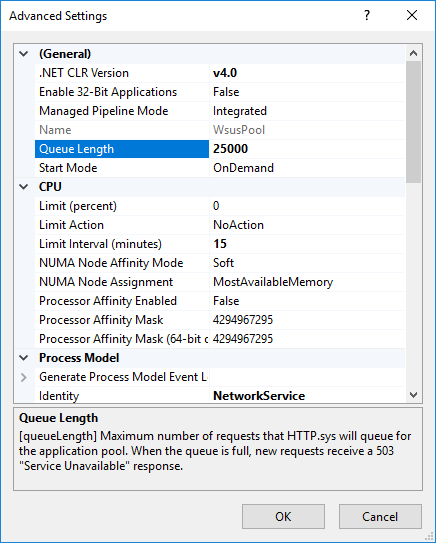 Advanced Settings
(General)
.NET CLR Version v4.0
Enable 32-Bit Applications False
Managed Pipeline Mode Integrated
Name WsusPool
Queue Length 25000
Start Mode OnDemand
CPU
Limit (percent) 0
Limit Action NoAction
Limit Interval (minutes) 15
NUMA Node Affinity Mode Soft
NUMA Node Assignment MostAvailableMemory
Processor Affinity Enabled False
Processor Affinity Mask 4294967295
Processor Affinity Mask (64-bit c 4294967295
Process Model
Generate Process Model Event L
Identity NetworkService
Queue Length
[queueLength] Maximum number of requests that HTTP.sys will queue for
the application pool. When the queue is full, new requests receive a 503
"Service Unavailable" response.
OK Cancel